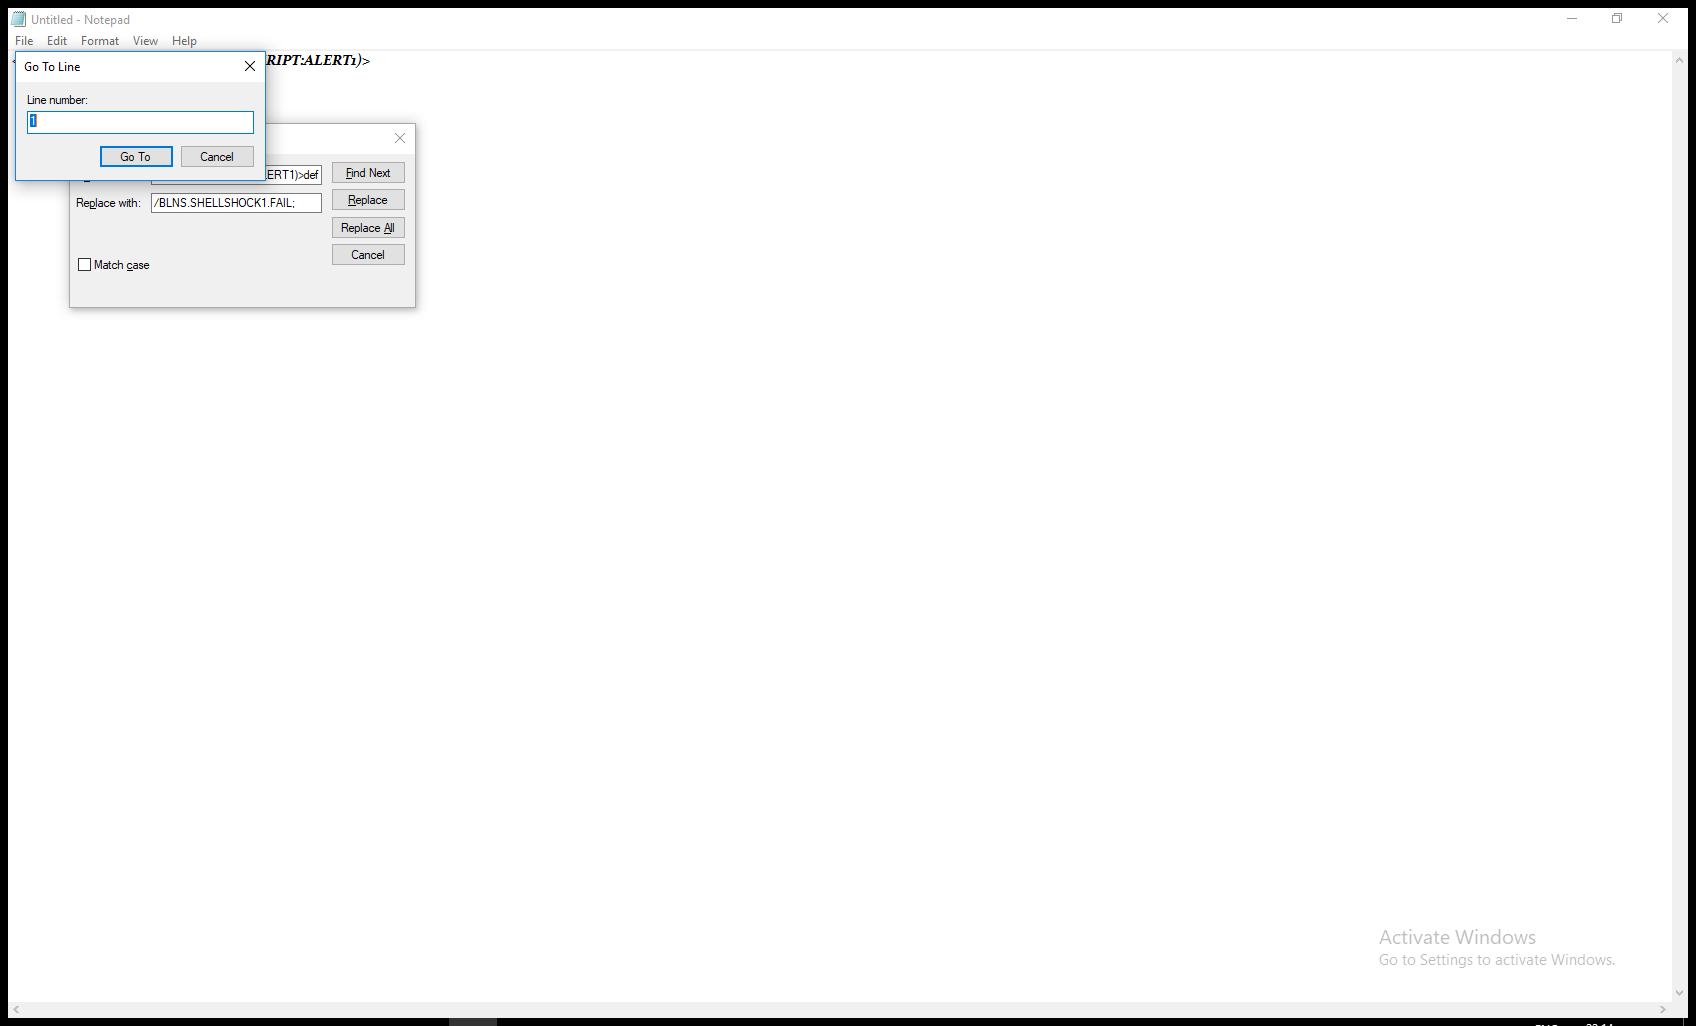 Untitled - Notepad
File Edit Format View Help
RIPT:ALERT1)>
Go To Line
Line number:
1
Go To Cancel
ERT1)>def Find Next
Replace with: /BLNS.SHELLSHOCK1.FAIL; Replace
Replace All
Cancel
Match case
Activate Windows
Go to Settings to activate Windows.